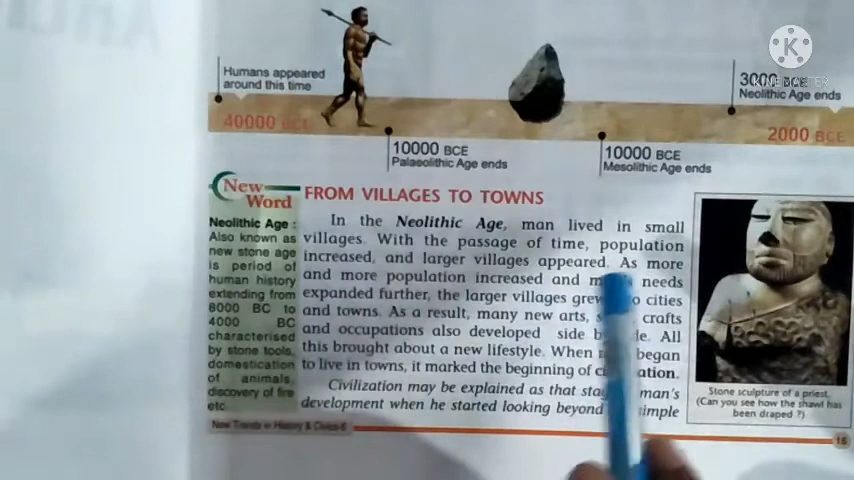 KINEMASTER
Humans appeared
around this time
40000 BCE
10000 BCE
Palaeolithic Age ends
10000 BCE
Mesolithic Age ends
3000 BCE
Neolithic Age ends
2000 BCE
New
Word
Neolithic Age :
Also known as
new stone age
is period of
human history
extending from
8000 BC to
4000 BC
characterised
by stone tools,
domestication
of animals,
discovery of fire
etc.
FROM VILLAGES TO TOWNS
In the Neolithic Age, man lived in small
villages. With the passage of time, population
increased, and larger villages appeared. As more
and more population increased and needs
expanded further, the larger villages grew to cities
and towns. As a result, many new arts, crafts
and occupations also developed side
All
this brought about a new lifestyle. When began
to live in towns, it marked the beginning of
Civilization may be explained as that man's
development when he started looking beyond simple
Stone sculpture of a priest.
(Can you see how the shawl has
been draped ?)
New Trends in History & Civics-6
15